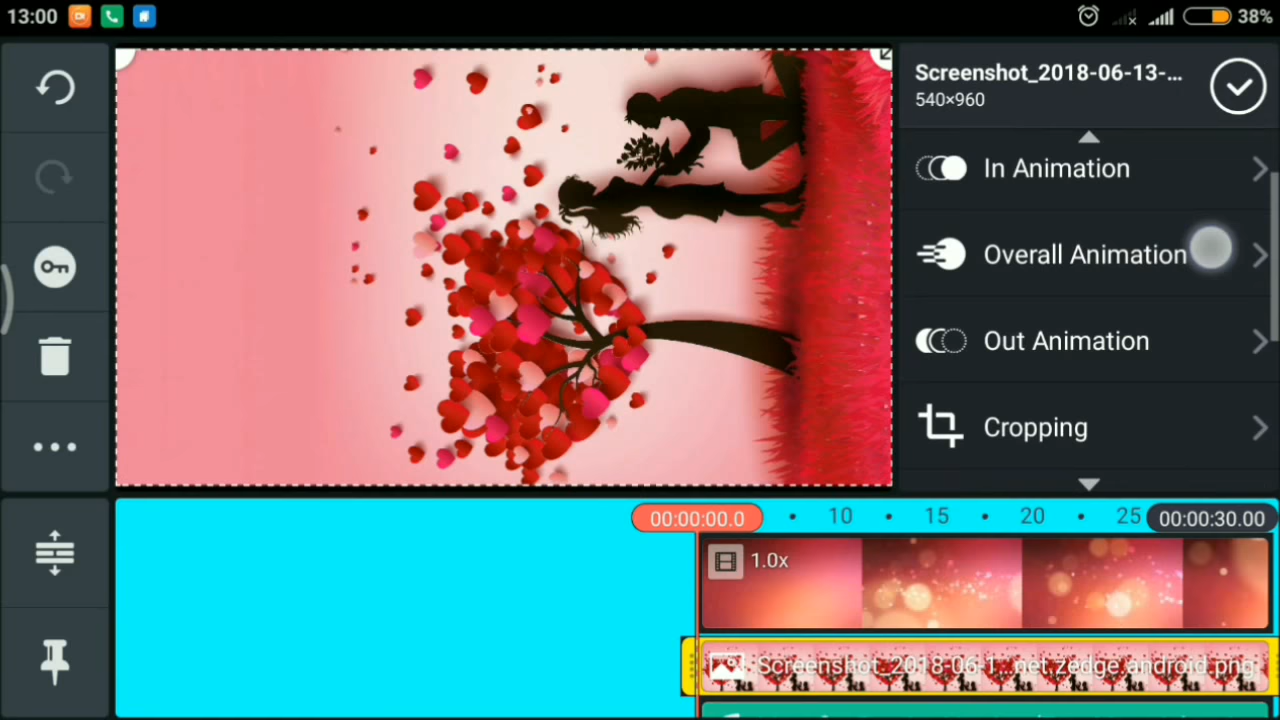 13:00
38%
Screenshot_2018-06-13-...
540×960
In Animation
Overall Animation
Out Animation
Cropping
00:00:00.0
10
15
20
25
00:00:30.00
1.0x
Screenshot_2018-06-1...net.zedge.android.png